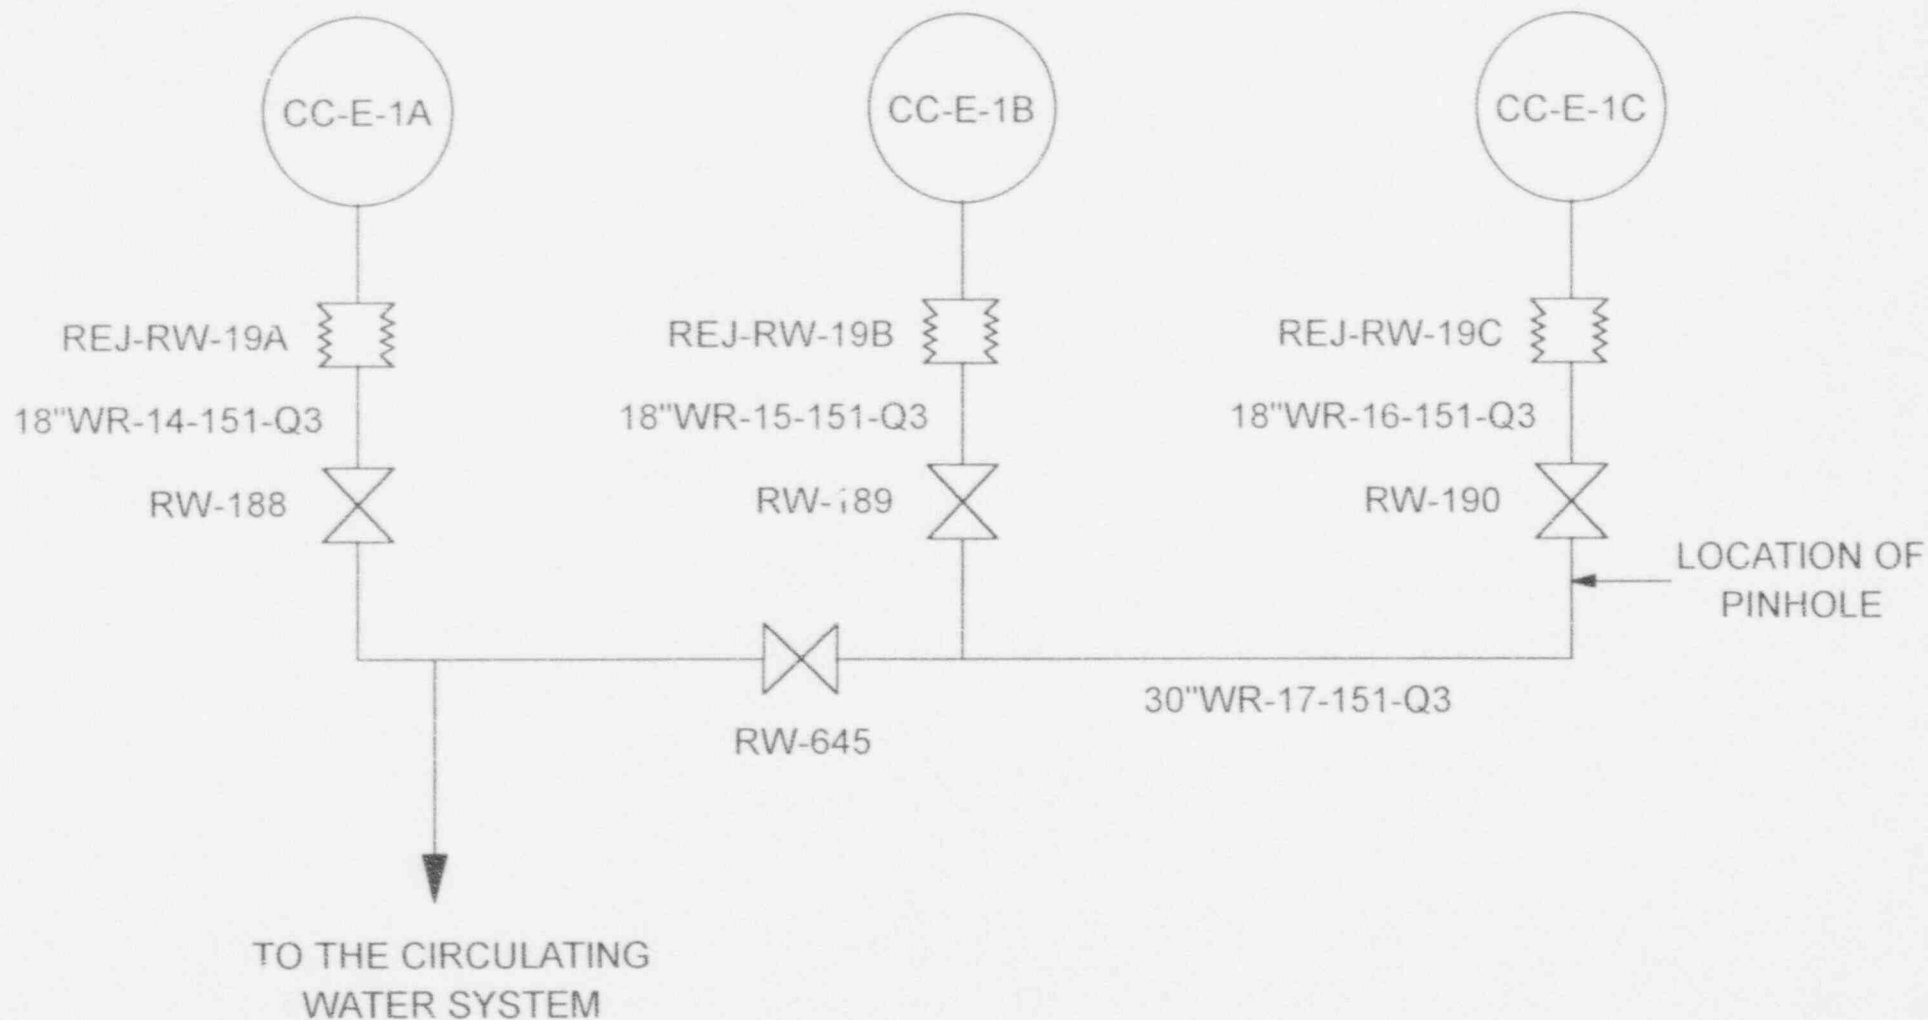 CC-E-1A
CC-E-1B
CC-E-1C
REJ-RW-19A
REJ-RW-19B
REJ-RW-19C
18"WR-14-151-Q3
18"WR-15-151-Q3
18"WR-16-151-Q3
RW-188
RW-189
RW-190
LOCATION OF
PINHOLE
30"WR-17-151-Q3
RW-645
TO THE CIRCULATING
WATER SYSTEM